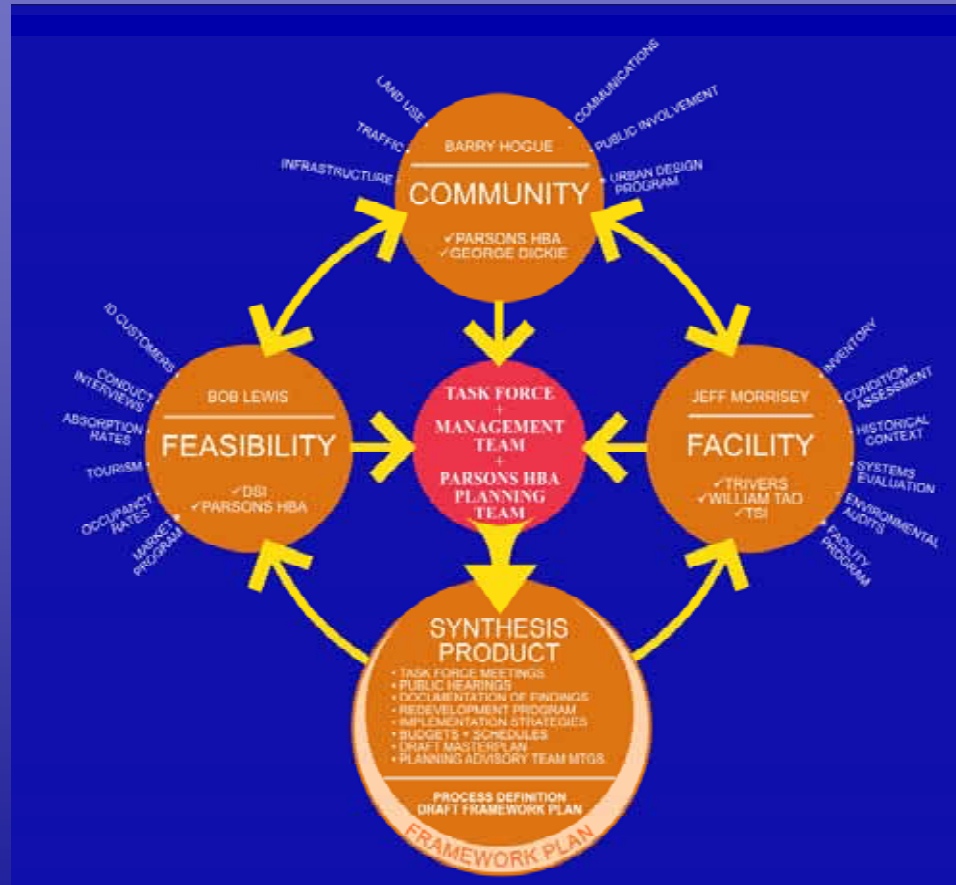 COMMUNICATIONS
LAND USE
PUBLIC INVOLVEMENT
TRAFFIC
INFRASTRUCTURE
URBAN DESIGN
PROGRAM
BARRY HOGUE
COMMUNITY
✓PARSONS HBA
✓GEORGE DICKIE
ID CUSTOMERS
CONDUCT
INTERVIEWS
ABSORPTION
RATES
TOURISM
OCCUPANCY
RATES
MARKET
PROGRAM
BOB LEWIS
FEASIBILITY
✓DSI
✓PARSONS HBA
TASK FORCE
+
MANAGEMENT
TEAM
+
PARSONS HBA
PLANNING
TEAM
JEFF MORRISEY
FACILITY
✓TRIVERS
✓WILLIAM TAO
✓TSI
INVENTORY
CONDITION
ASSESSMENT
HISTORICAL
CONTEXT
SYSTEMS
EVALUATION
ENVIRONMENTAL
AUDITS
FACILITY
PROGRAM
SYNTHESIS
PRODUCT
• TASK FORCE MEETINGS
• PUBLIC HEARINGS
• DOCUMENTATION OF FINDINGS
• REDEVELOPMENT PROGRAM
• IMPLEMENTATION STRATEGIES
• BUDGETS + SCHEDULES
• DRAFT MASTERPLAN
• PLANNING ADVISORY TEAM MTGS.
PROCESS DEFINITION
DRAFT FRAMEWORK PLAN
FRAMEWORK PLAN